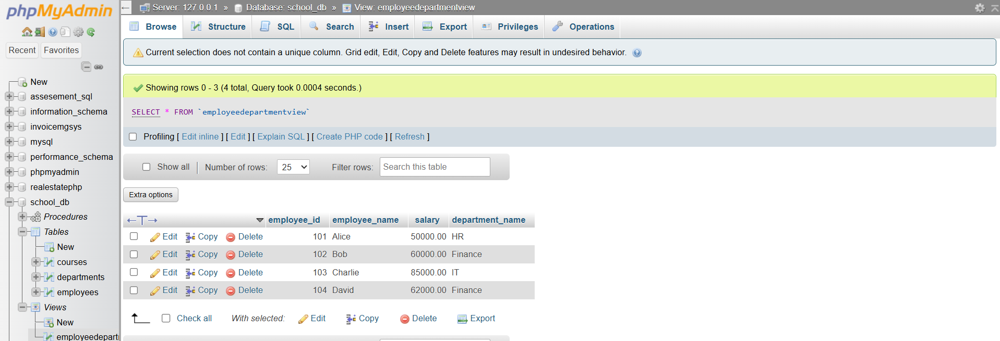 phpMyAdmin
Recent Favorites
New
assesement_sql
information_schema
invoicemgsys
mysql
performance_schema
phpmyadmin
realestatephp
school_db
Procedures
Tables
New
courses
departments
employees
Views
New
employeedepart
Server: 127.0.0.1 » Database: school_db » View: employeedepartmentview
Browse Structure SQL Search Insert Export Privileges Operations
Current selection does not contain a unique column. Grid edit, Edit, Copy and Delete features may result in undesired behavior.
Showing rows 0 - 3 (4 total, Query took 0.0004 seconds.)
SELECT * FROM `employeedepartmentview`
Profiling [ Edit inline ] [ Edit ] [ Explain SQL ] [ Create PHP code ] [ Refresh ]
Show all | Number of rows: 25 Filter rows: Search this table
Extra options
employee_id employee_name salary department_name
Edit Copy Delete 101 Alice 50000.00 HR
Edit Copy Delete 102 Bob 60000.00 Finance
Edit Copy Delete 103 Charlie 85000.00 IT
Edit Copy Delete 104 David 62000.00 Finance
Check all With selected: Edit Copy Delete Export